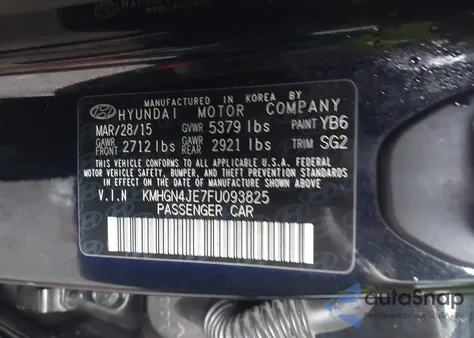 MANUFACTURED IN KOREA BY
HYUNDAI MOTOR COMPANY
MAR/28/15 GVWR 5379 lbs PAINT YB6
GAWR FRONT 2712 lbs GAWR REAR 2921 lbs TRIM SG2
THIS VEHICLE CONFORMS TO ALL APPLICABLE U.S. FEDERAL
MOTOR VEHICLE SAFETY, BUMPER, AND THEFT PREVENTION
STANDARDS IN EFFECT ON THE DATE OF MANUFACTURE SHOWN ABOVE.
V.I.N KMHGN4JE7FU093825
PASSENGER CAR
autoSnap